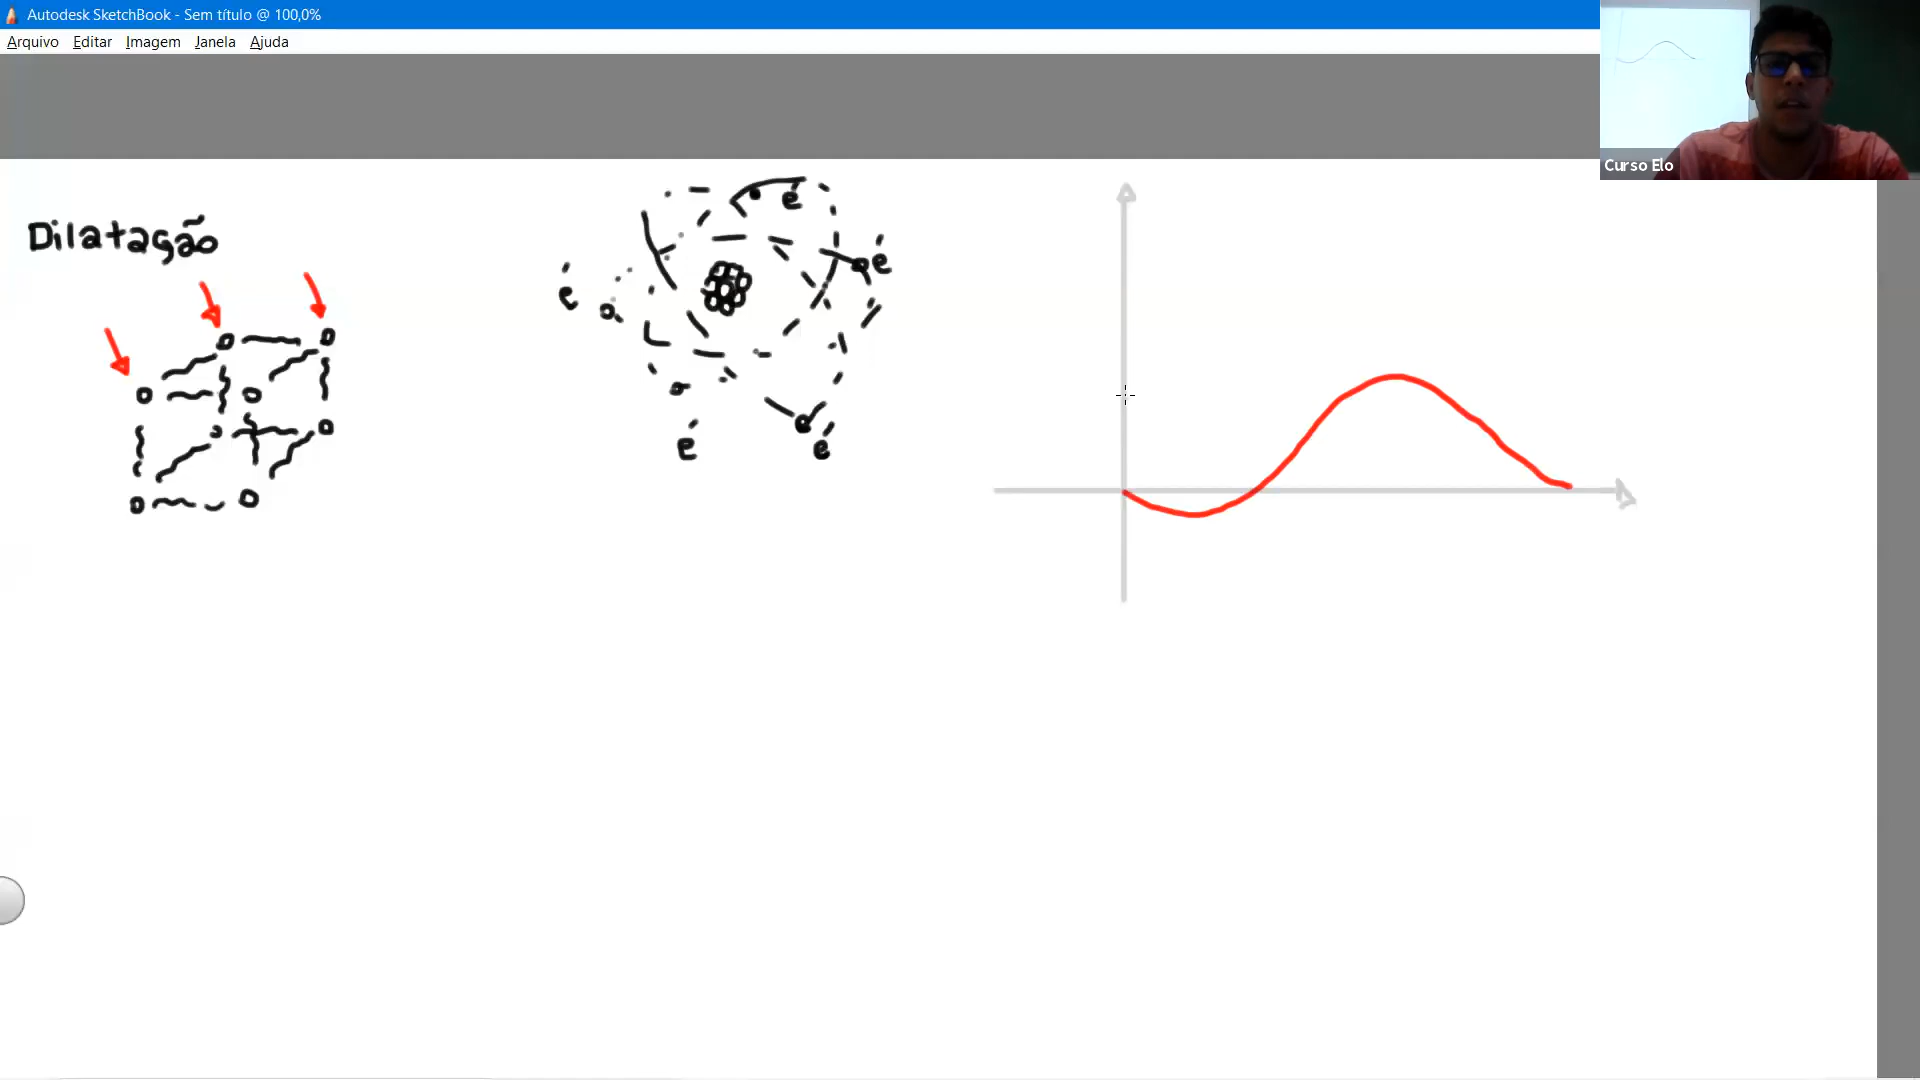 Autodesk SketchBook - Sem título @ 100,0%
Arquivo Editar Imagem Janela Ajuda
Curso Elo
Dilatação
é
é
é
é
é